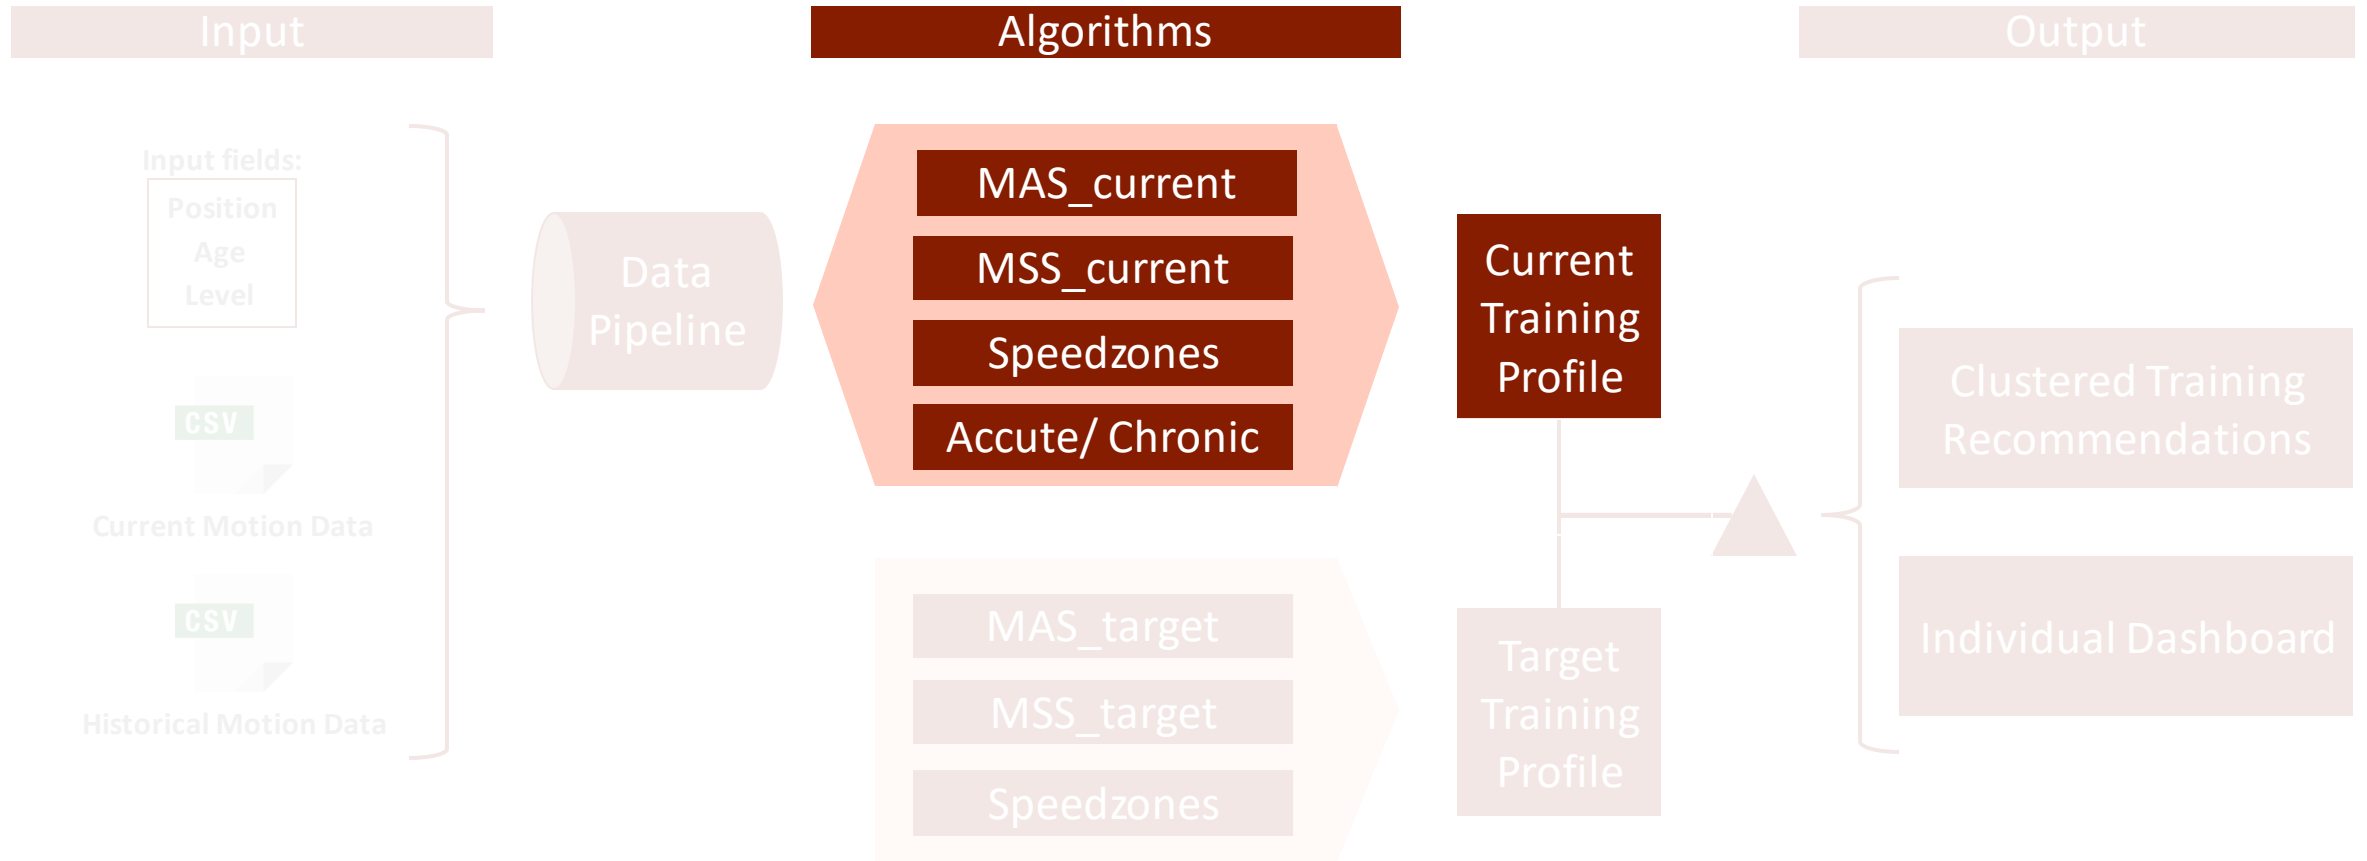 Input
Algorithms
Output
Input fields:
Position
Age
Level
CSV
Current Motion Data
CSV
Historical Motion Data
Data
Pipeline
MAS_current
MSS_current
Speedzones
Accute/ Chronic
MAS_target
MSS_target
Speedzones
Current
Training
Profile
Target
Training
Profile
Clustered Training
Recommendations
Individual Dashboard